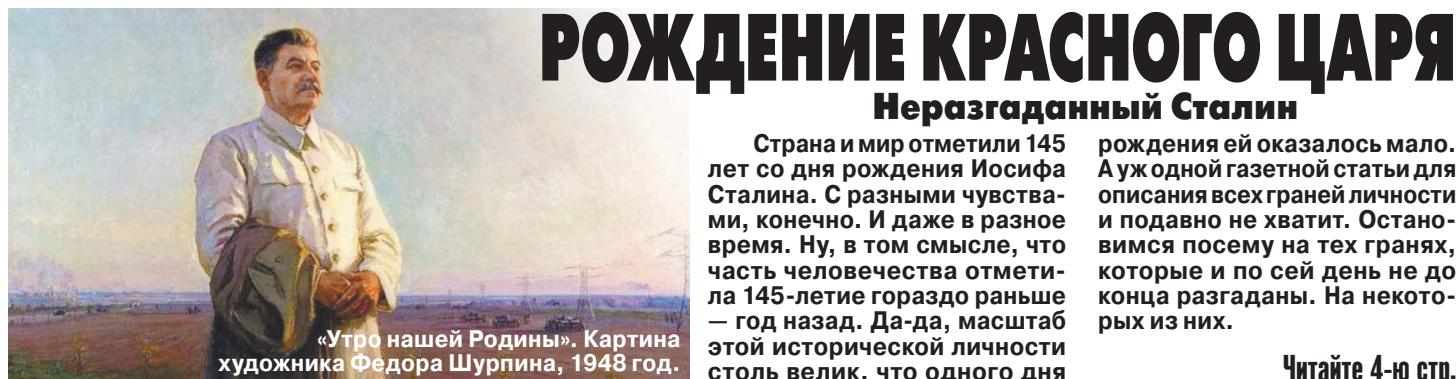 РОЖДЕНИЕ КРАСНОГО ЦАРЯ
Неразгаданный Сталин
Страна и мир отметили 145
лет со дня рождения Иосифа
Сталина. С разными чувства-
ми, конечно. И даже в разное
время. Ну, в том смысле, что
часть человечества отмети-
ла 145-летие гораздо раньше
— год назад. Да-да, масштаб
этой исторической личности
столь велик, что одного дня
рождения ей оказалось мало.
А уж одной газетной статьи для
описания всех граней личности
и подавно не хватит. Остано-
вимся посему на тех гранях,
которые и по сей день не до
конца разгаданы. На некото-
рых из них.
Читайте 4-ю стр.
«Утро нашей Родины». Картина
художника Федора Шурпина, 1948 год.